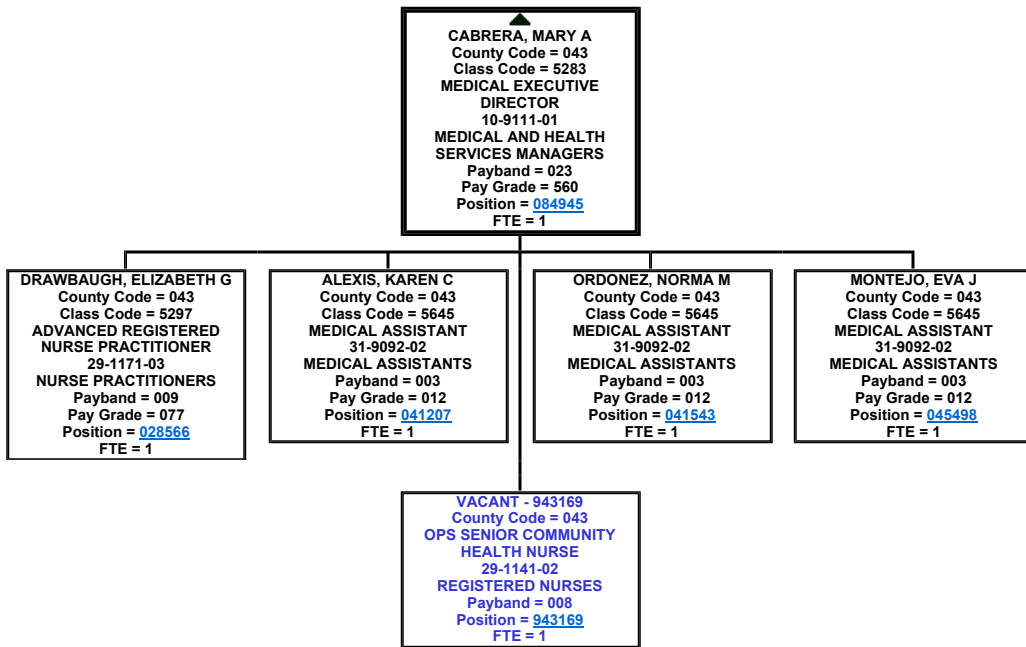 CABRERA, MARY A
County Code = 043
Class Code = 5283
MEDICAL EXECUTIVE
DIRECTOR
10-9111-01
MEDICAL AND HEALTH
SERVICES MANAGERS
Payband = 023
Pay Grade = 560
Position = 084945
FTE = 1
DRAWBAUGH, ELIZABETH G
County Code = 043
Class Code = 5297
ADVANCED REGISTERED
NURSE PRACTITIONER
29-1171-03
NURSE PRACTITIONERS
Payband = 009
Pay Grade = 077
Position = 028566
FTE = 1
ALEXIS, KAREN C
County Code = 043
Class Code = 5645
MEDICAL ASSISTANT
31-9092-02
MEDICAL ASSISTANTS
Payband = 003
Pay Grade = 012
Position = 041207
FTE = 1
ORDONEZ, NORMA M
County Code = 043
Class Code = 5645
MEDICAL ASSISTANT
31-9092-02
MEDICAL ASSISTANTS
Payband = 003
Pay Grade = 012
Position = 041543
FTE = 1
MONTEJO, EVA J
County Code = 043
Class Code = 5645
MEDICAL ASSISTANT
31-9092-02
MEDICAL ASSISTANTS
Payband = 003
Pay Grade = 012
Position = 045498
FTE = 1
VACANT - 943169
County Code = 043
OPS SENIOR COMMUNITY
HEALTH NURSE
29-1141-02
REGISTERED NURSES
Payband = 008
Position = 943169
FTE = 1